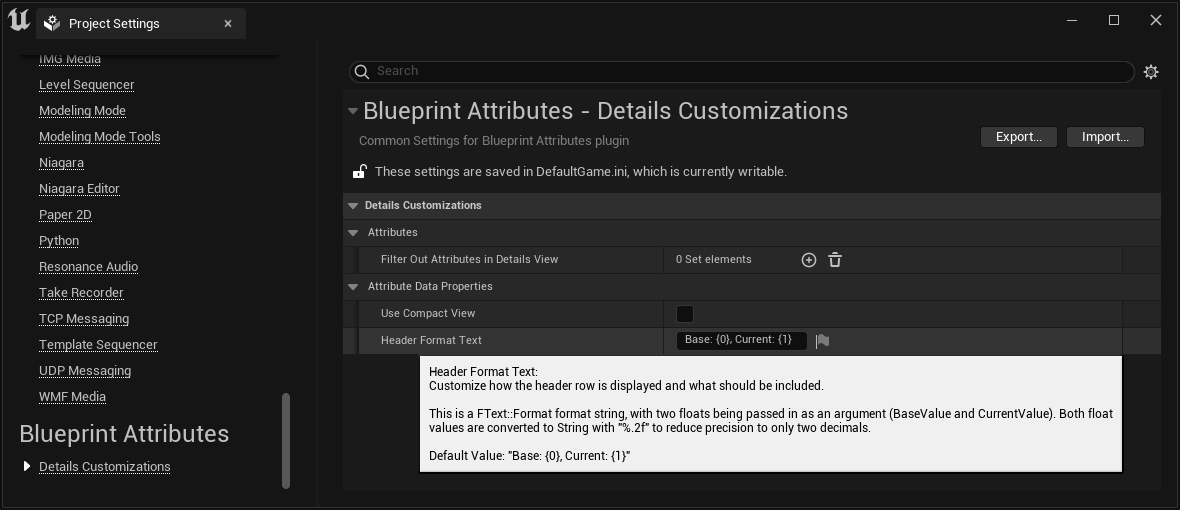 Project Settings
IMG Media
Level Sequencer
Modeling Mode
Modeling Mode Tools
Niagara
Niagara Editor
Paper 2D
Python
Resonance Audio
Take Recorder
TCP Messaging
Template Sequencer
UDP Messaging
WMF Media
Blueprint Attributes
Details Customizations
Search
Blueprint Attributes - Details Customizations
Common Settings for Blueprint Attributes plugin
Export...
Import...
These settings are saved in DefaultGame.ini, which is currently writable.
Details Customizations
Attributes
Filter Out Attributes in Details View
0 Set elements
Attribute Data Properties
Use Compact View
Header Format Text
Base: {0}, Current: {1}
Header Format Text:
Customize how the header row is displayed and what should be included.
This is a FText::Format format string, with two floats being passed in as an argument (BaseValue and CurrentValue). Both float
values are converted to String with "%.2f" to reduce precision to only two decimals.
Default Value: "Base: {0}, Current: {1}"